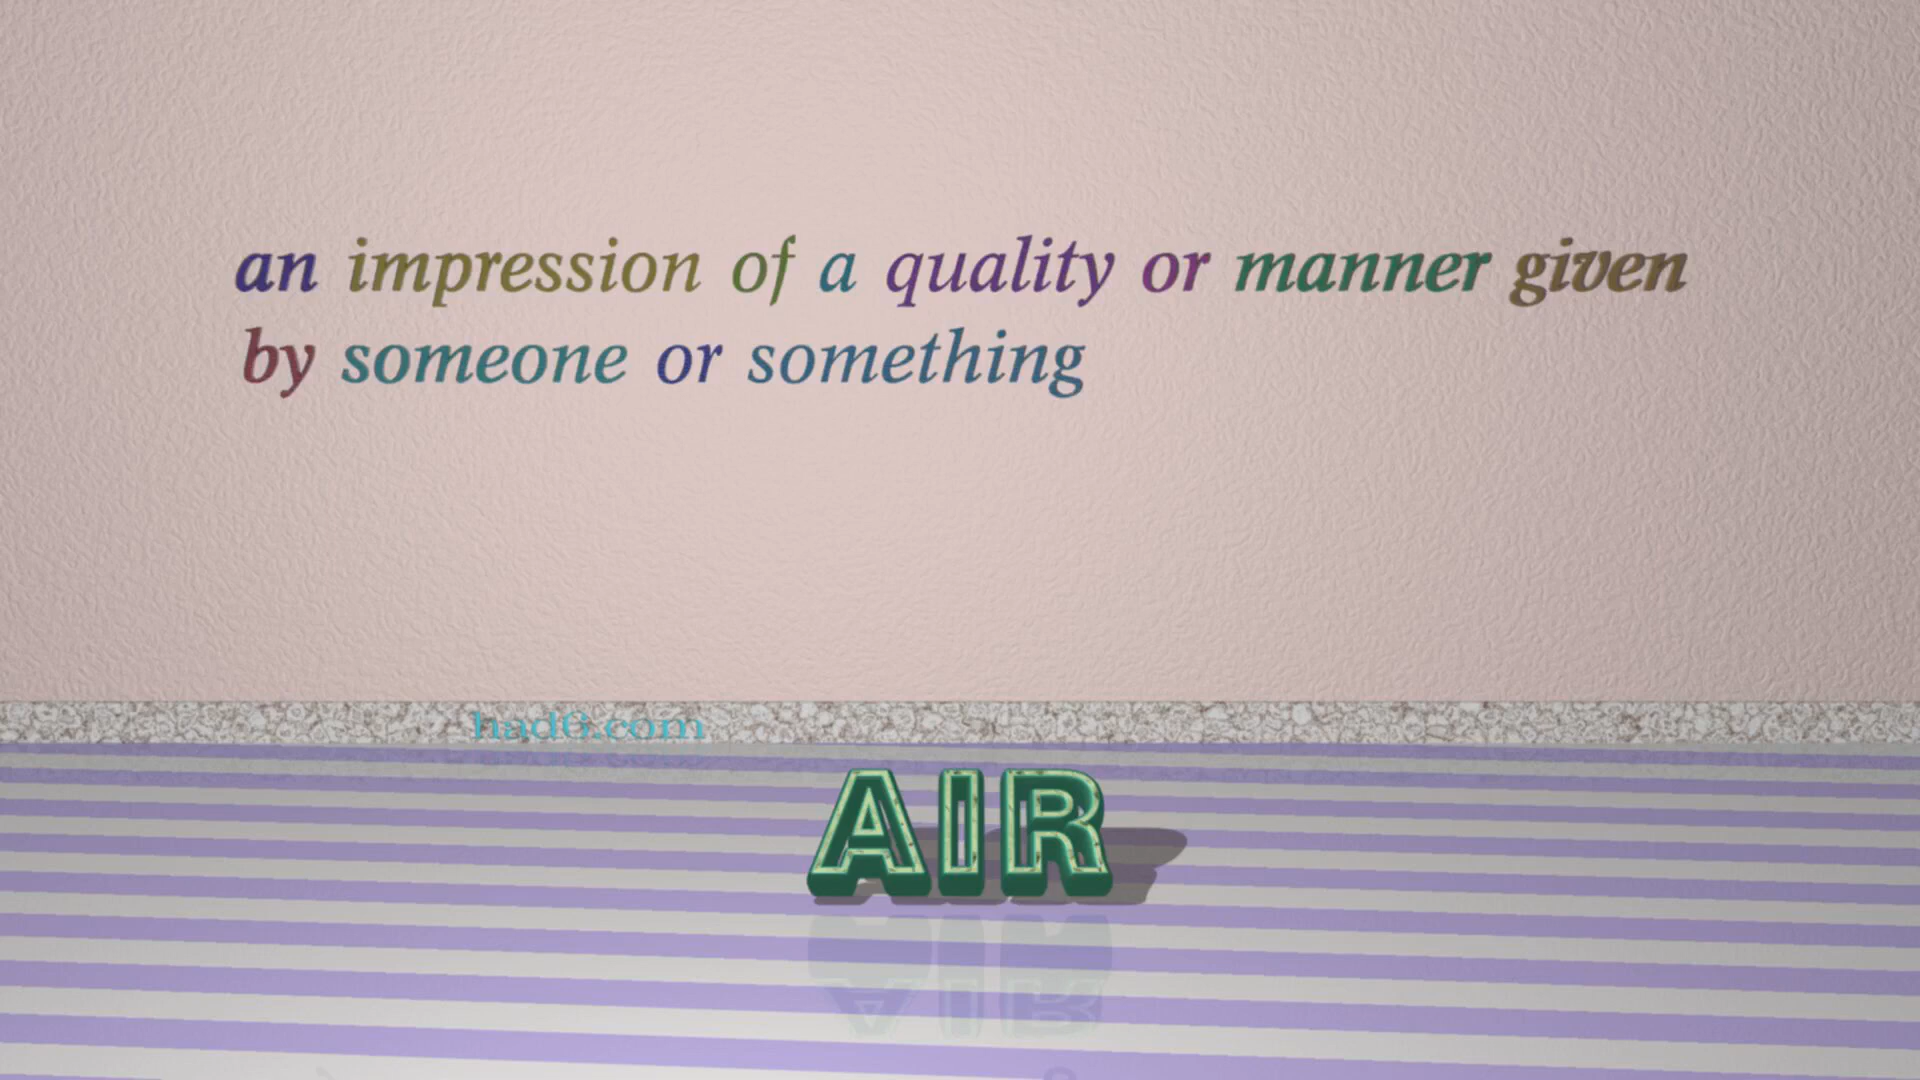 an impression of a quality or manner given
by someone or something
had6.com
AIR